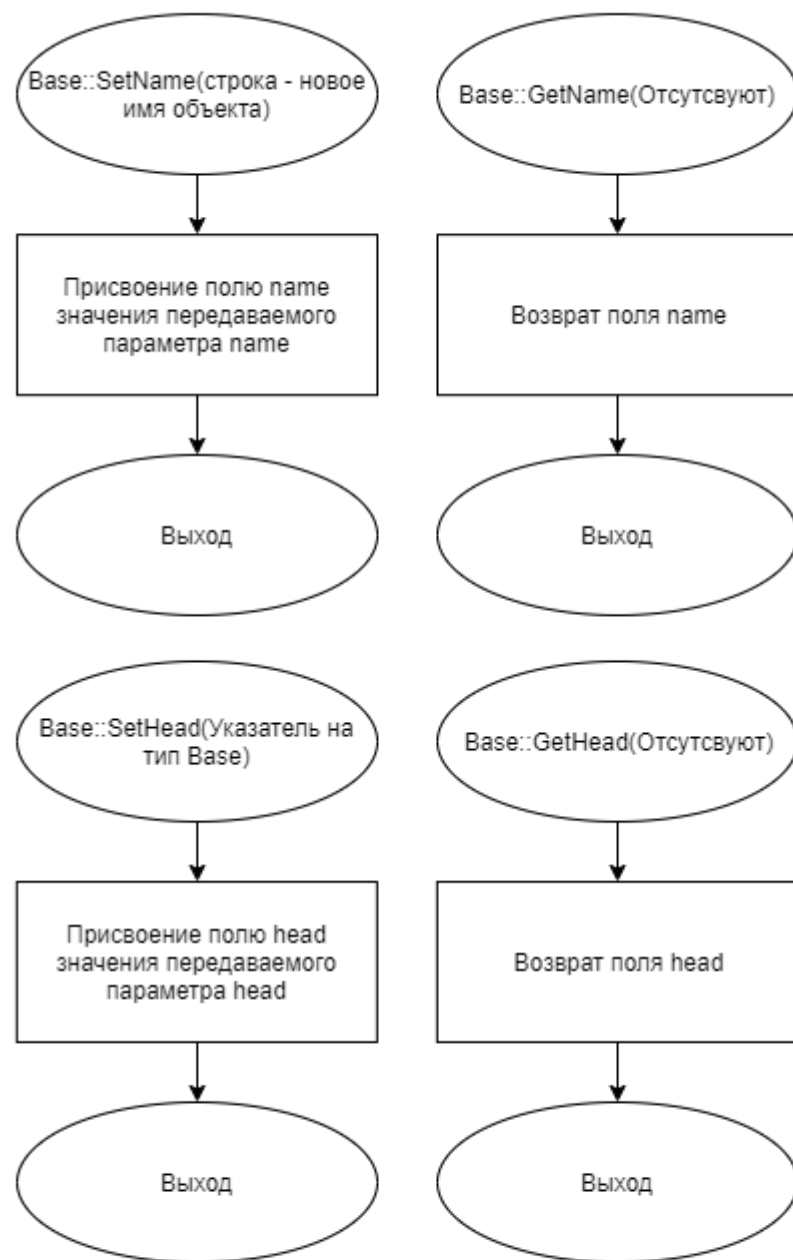 Base::SetName(строка - новое
имя объекта)
Base::GetName(Отсутсвуют)
Присвоение полю name
значения передаваемого
параметра name
Возврат поля name
Выход
Выход
Base::SetHead(Указатель на
тип Base)
Base::GetHead(Отсутсвуют)
Присвоение полю head
значения передаваемого
параметра head
Возврат поля head
Выход
Выход